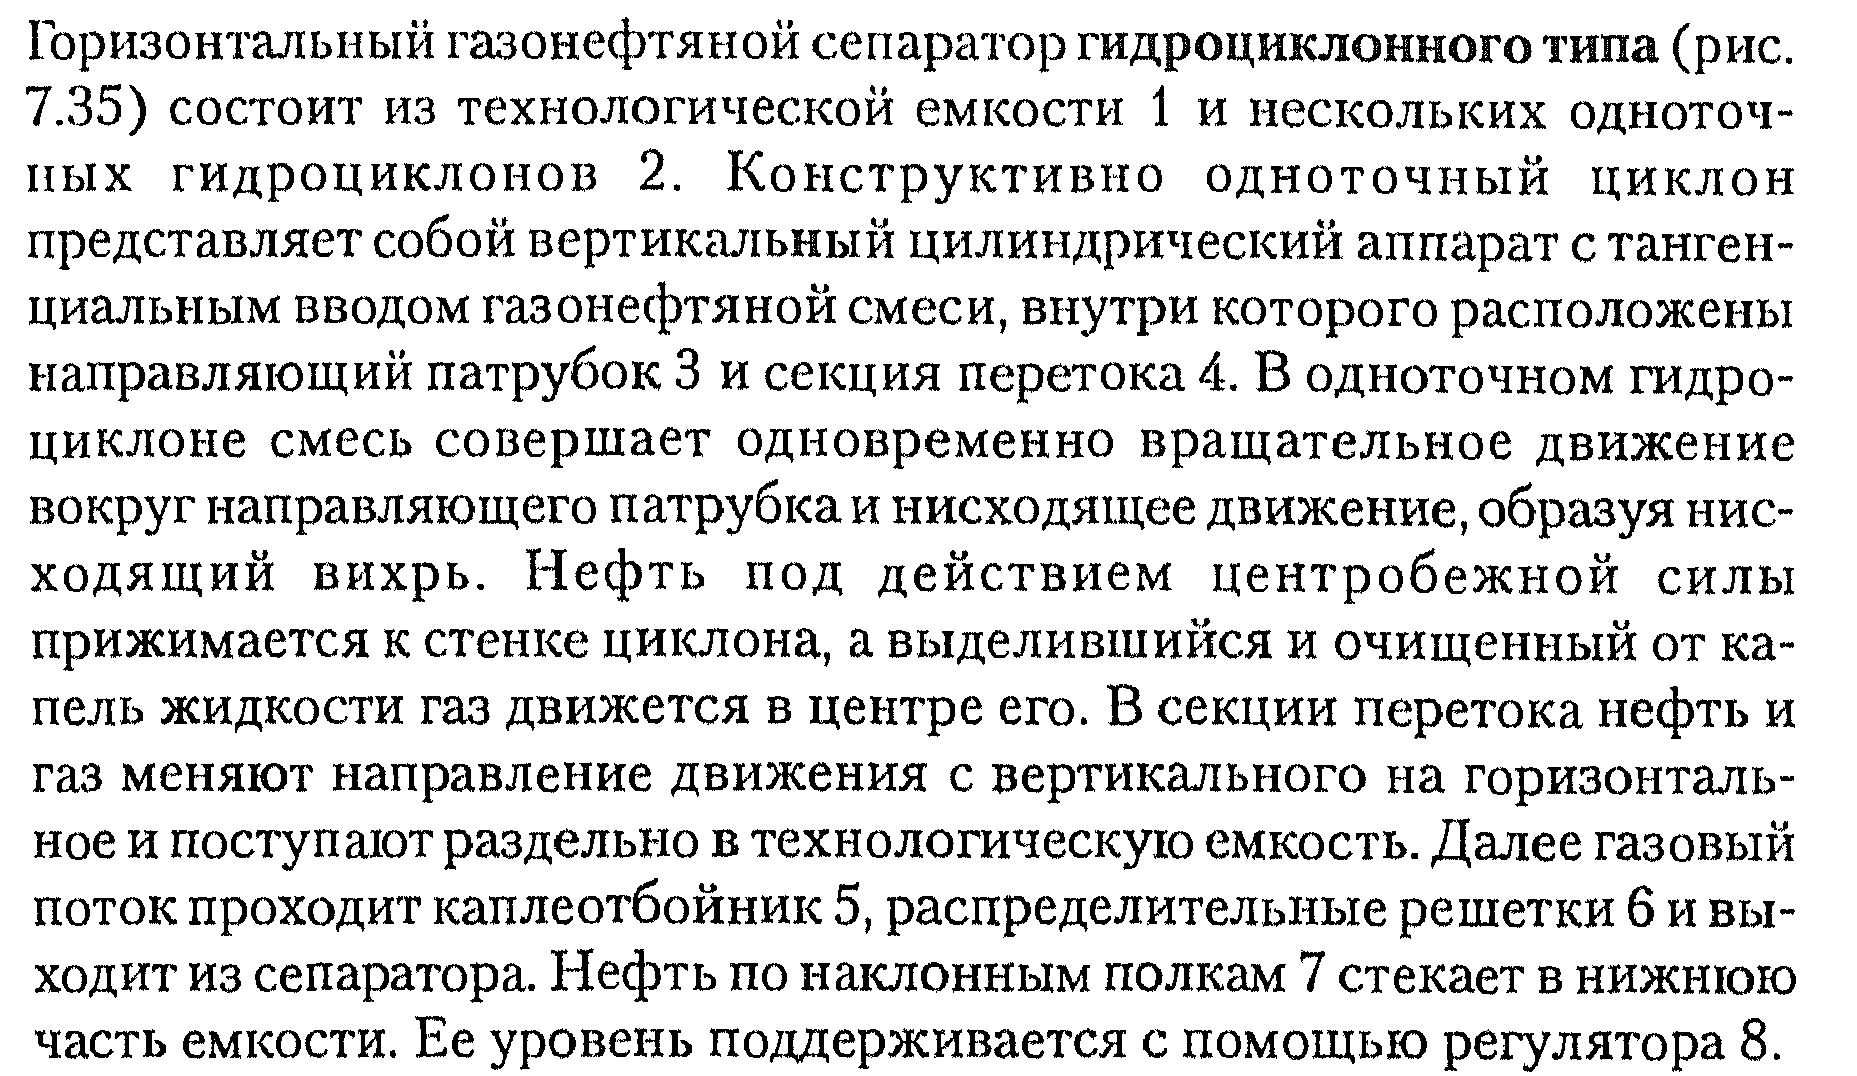 Горизонтальный газонефтяной сепаратор гидроциклонного типа (рис.
7.35) состоит из технологической емкости 1 и нескольких одноточ-
ных гидроциклонов 2. Конструктивно одноточный циклон
представляет собой вертикальный цилиндрический аппарат с танген-
циальным вводом газонефтяной смеси, внутри которого расположены
направляющий патрубок 3 и секция перетока 4. В одноточном гидро-
циклоне смесь совершает одновременно вращательное движение
вокруг направляющего патрубка и нисходящее движение, образуя нис-
ходящий вихрь. Нефть под действием центробежной силы
прижимается к стенке циклона, а выделившийся и очищенный от ка-
пель жидкости газ движется в центре его. В секции перетока нефть и
газ меняют направление движения с вертикального на горизонталь-
ное и поступают раздельно в технологическую емкость. Далее газовый
поток проходит каплеотбойник 5, распределительные решетки 6 и вы-
ходит из сепаратора. Нефть по наклонным полкам 7 стекает в нижнюю
часть емкости. Ее уровень поддерживается с помощью регулятора 8.